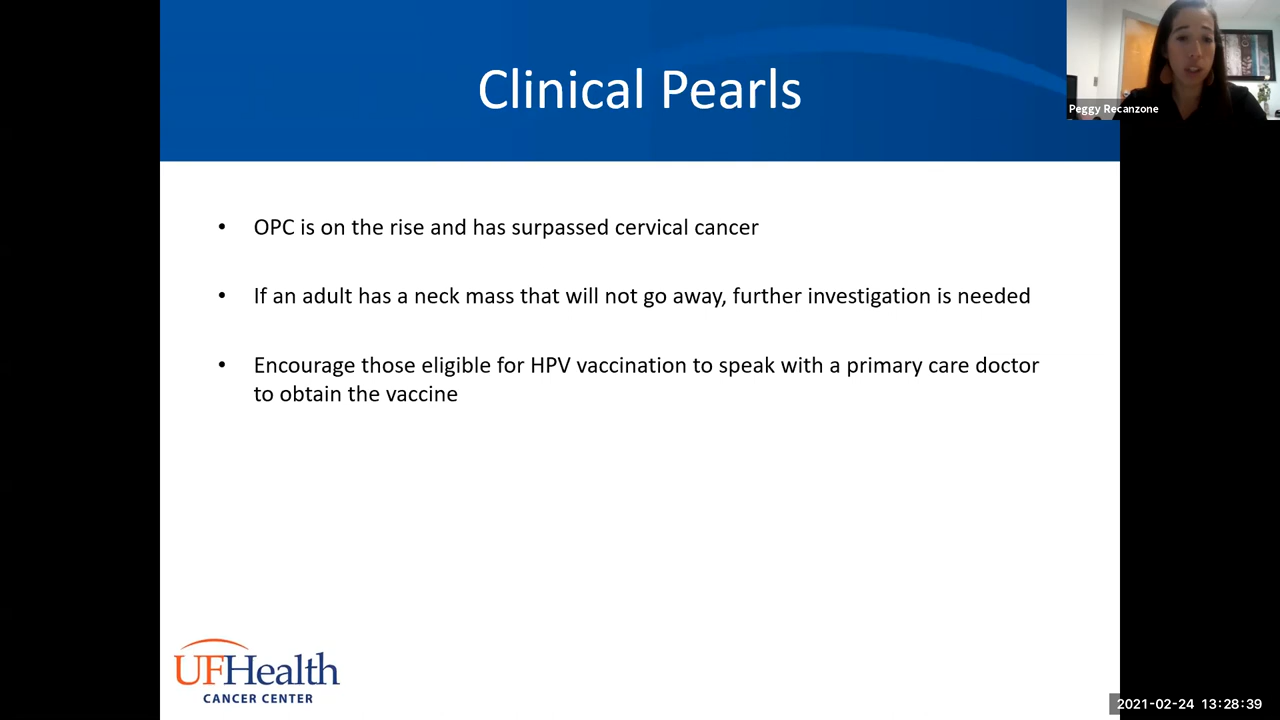 Clinical Pearls
Peggy Recanzone
• OPC is on the rise and has surpassed cervical cancer
• If an adult has a neck mass that will not go away, further investigation is needed
• Encourage those eligible for HPV vaccination to speak with a primary care doctor
to obtain the vaccine
UFHealth
CANCER CENTER
2021-02-24 13:28:39